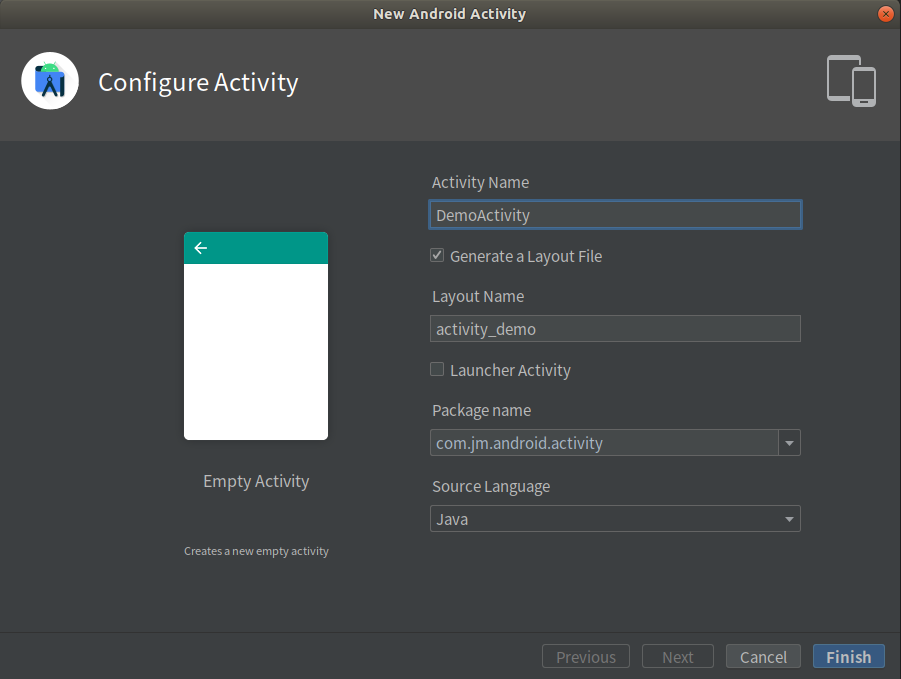 New Android Activity
Configure Activity
Activity Name
DemoActivity
Generate a Layout File
Layout Name
activity_demo
Launcher Activity
Package name
com.jm.android.activity
Source Language
Java
Empty Activity
Creates a new empty activity
Previous
Next
Cancel
Finish